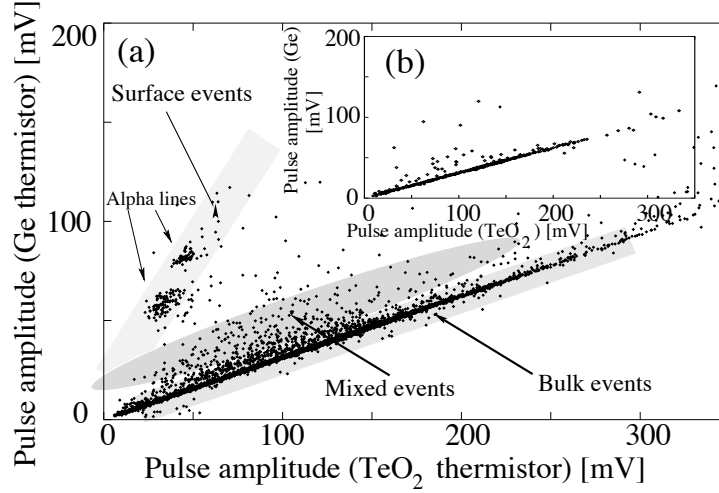 200
(a)
Surface events
Alpha lines
100
0
Mixed events
Bulk events
0
100
200
300
Pulse amplitude (Ge thermistor) [mV]
Pulse amplitude (TeO2 thermistor) [mV]
(b)
200
100
0
0
100
200
300
Pulse amplitude (Ge)
[mV]
Pulse amplitude (TeO2) [mV]